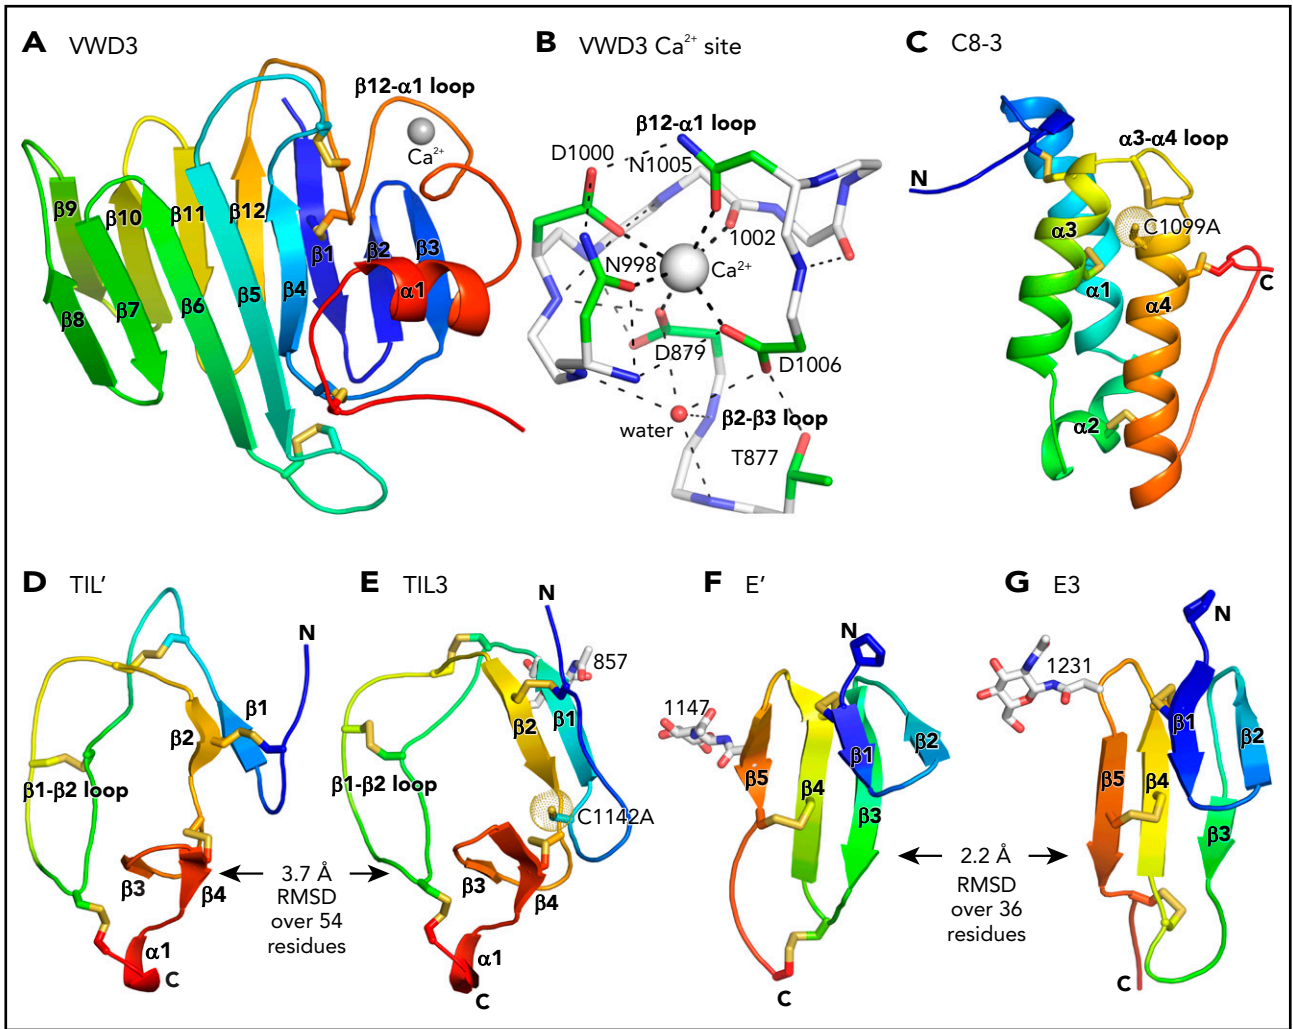 A VWD3
β12-α1 loop
Ca²⁺
β9
β10
β11
β12
β1
β2
β3
β8
β7
β6
β5
β4
α1
B VWD3 Ca²⁺ site
β12-α1 loop
D1000
N1005
1002
N998
Ca²⁺
D879
D1006
water
β2-β3 loop
T877
C C8-3
α3-α4 loop
N
α3
C1099A
α1
α4
C
α2
D TIL′
N
β1
β2
β1-β2 loop
β3
β4
α1
C
3.7 Å
RMSD
over 54
residues
E TIL3
N
857
β2
β1
β1-β2 loop
C1142A
β3
β4
α1
C
F E′
N
1147
β1
β2
β5
β4
β3
C
2.2 Å
RMSD
over 36
residues
G E3
N
1231
β1
β2
β5
β4
β3
C